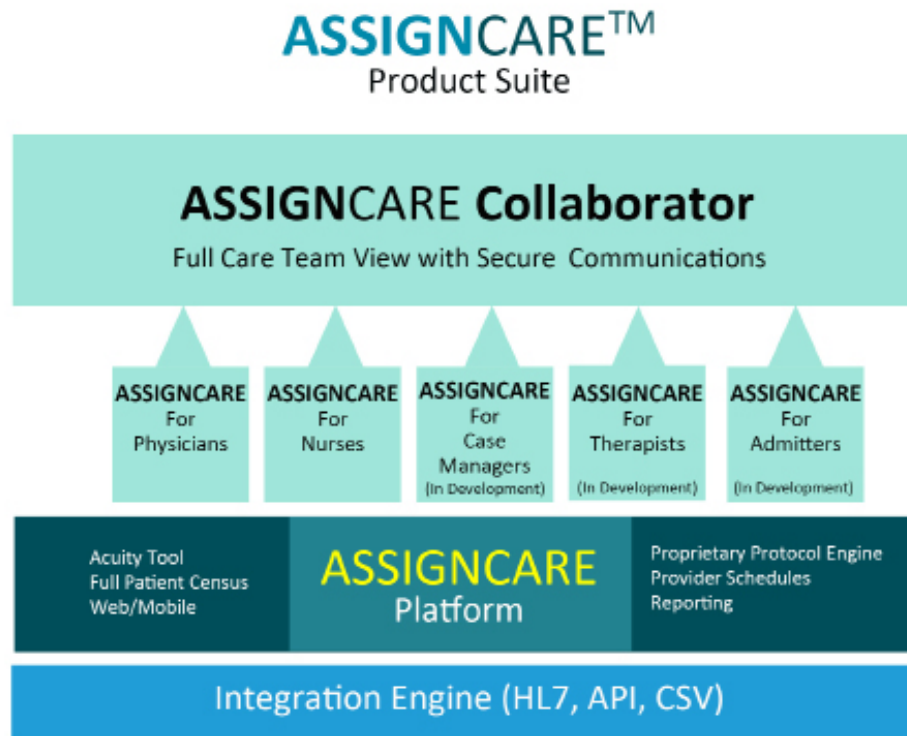 ASSIGNCARE™
Product Suite
ASSIGNCARE Collaborator
Full Care Team View with Secure Communications
ASSIGNCARE
For
Physicians
ASSIGNCARE
For
Nurses
ASSIGNCARE
For
Case
Managers
(In Development)
ASSIGNCARE
For
Therapists
(In Development)
ASSIGNCARE
For
Admitters
(In Development)
Acuity Tool
Full Patient Census
Web/Mobile
ASSIGNCARE
Platform
Proprietary Protocol Engine
Provider Schedules
Reporting
Integration Engine (HL7, API, CSV)